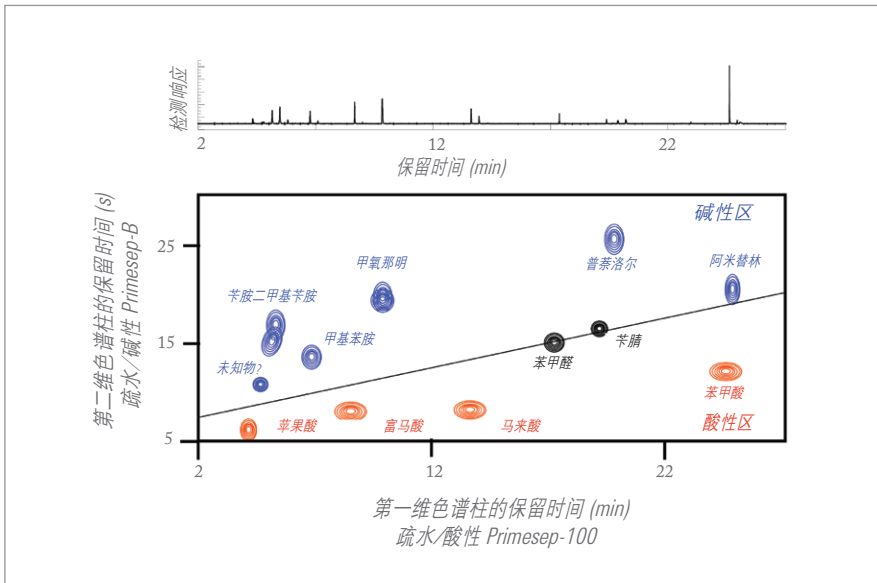 检测响应
2
12
22
保留时间 (min)
第二维色谱柱的保留时间 (s)
疏水/碱性 Primesep-B
碱性区
25
普萘洛尔
阿米替林
甲氧那明
苄胺二甲基苄胺
15
甲基苯胺
未知物?
苯甲醛
苄腈
苯甲酸
苹果酸
富马酸
马来酸
酸性区
5
2
12
22
第一维色谱柱的保留时间 (min)
疏水/酸性 Primesep-100